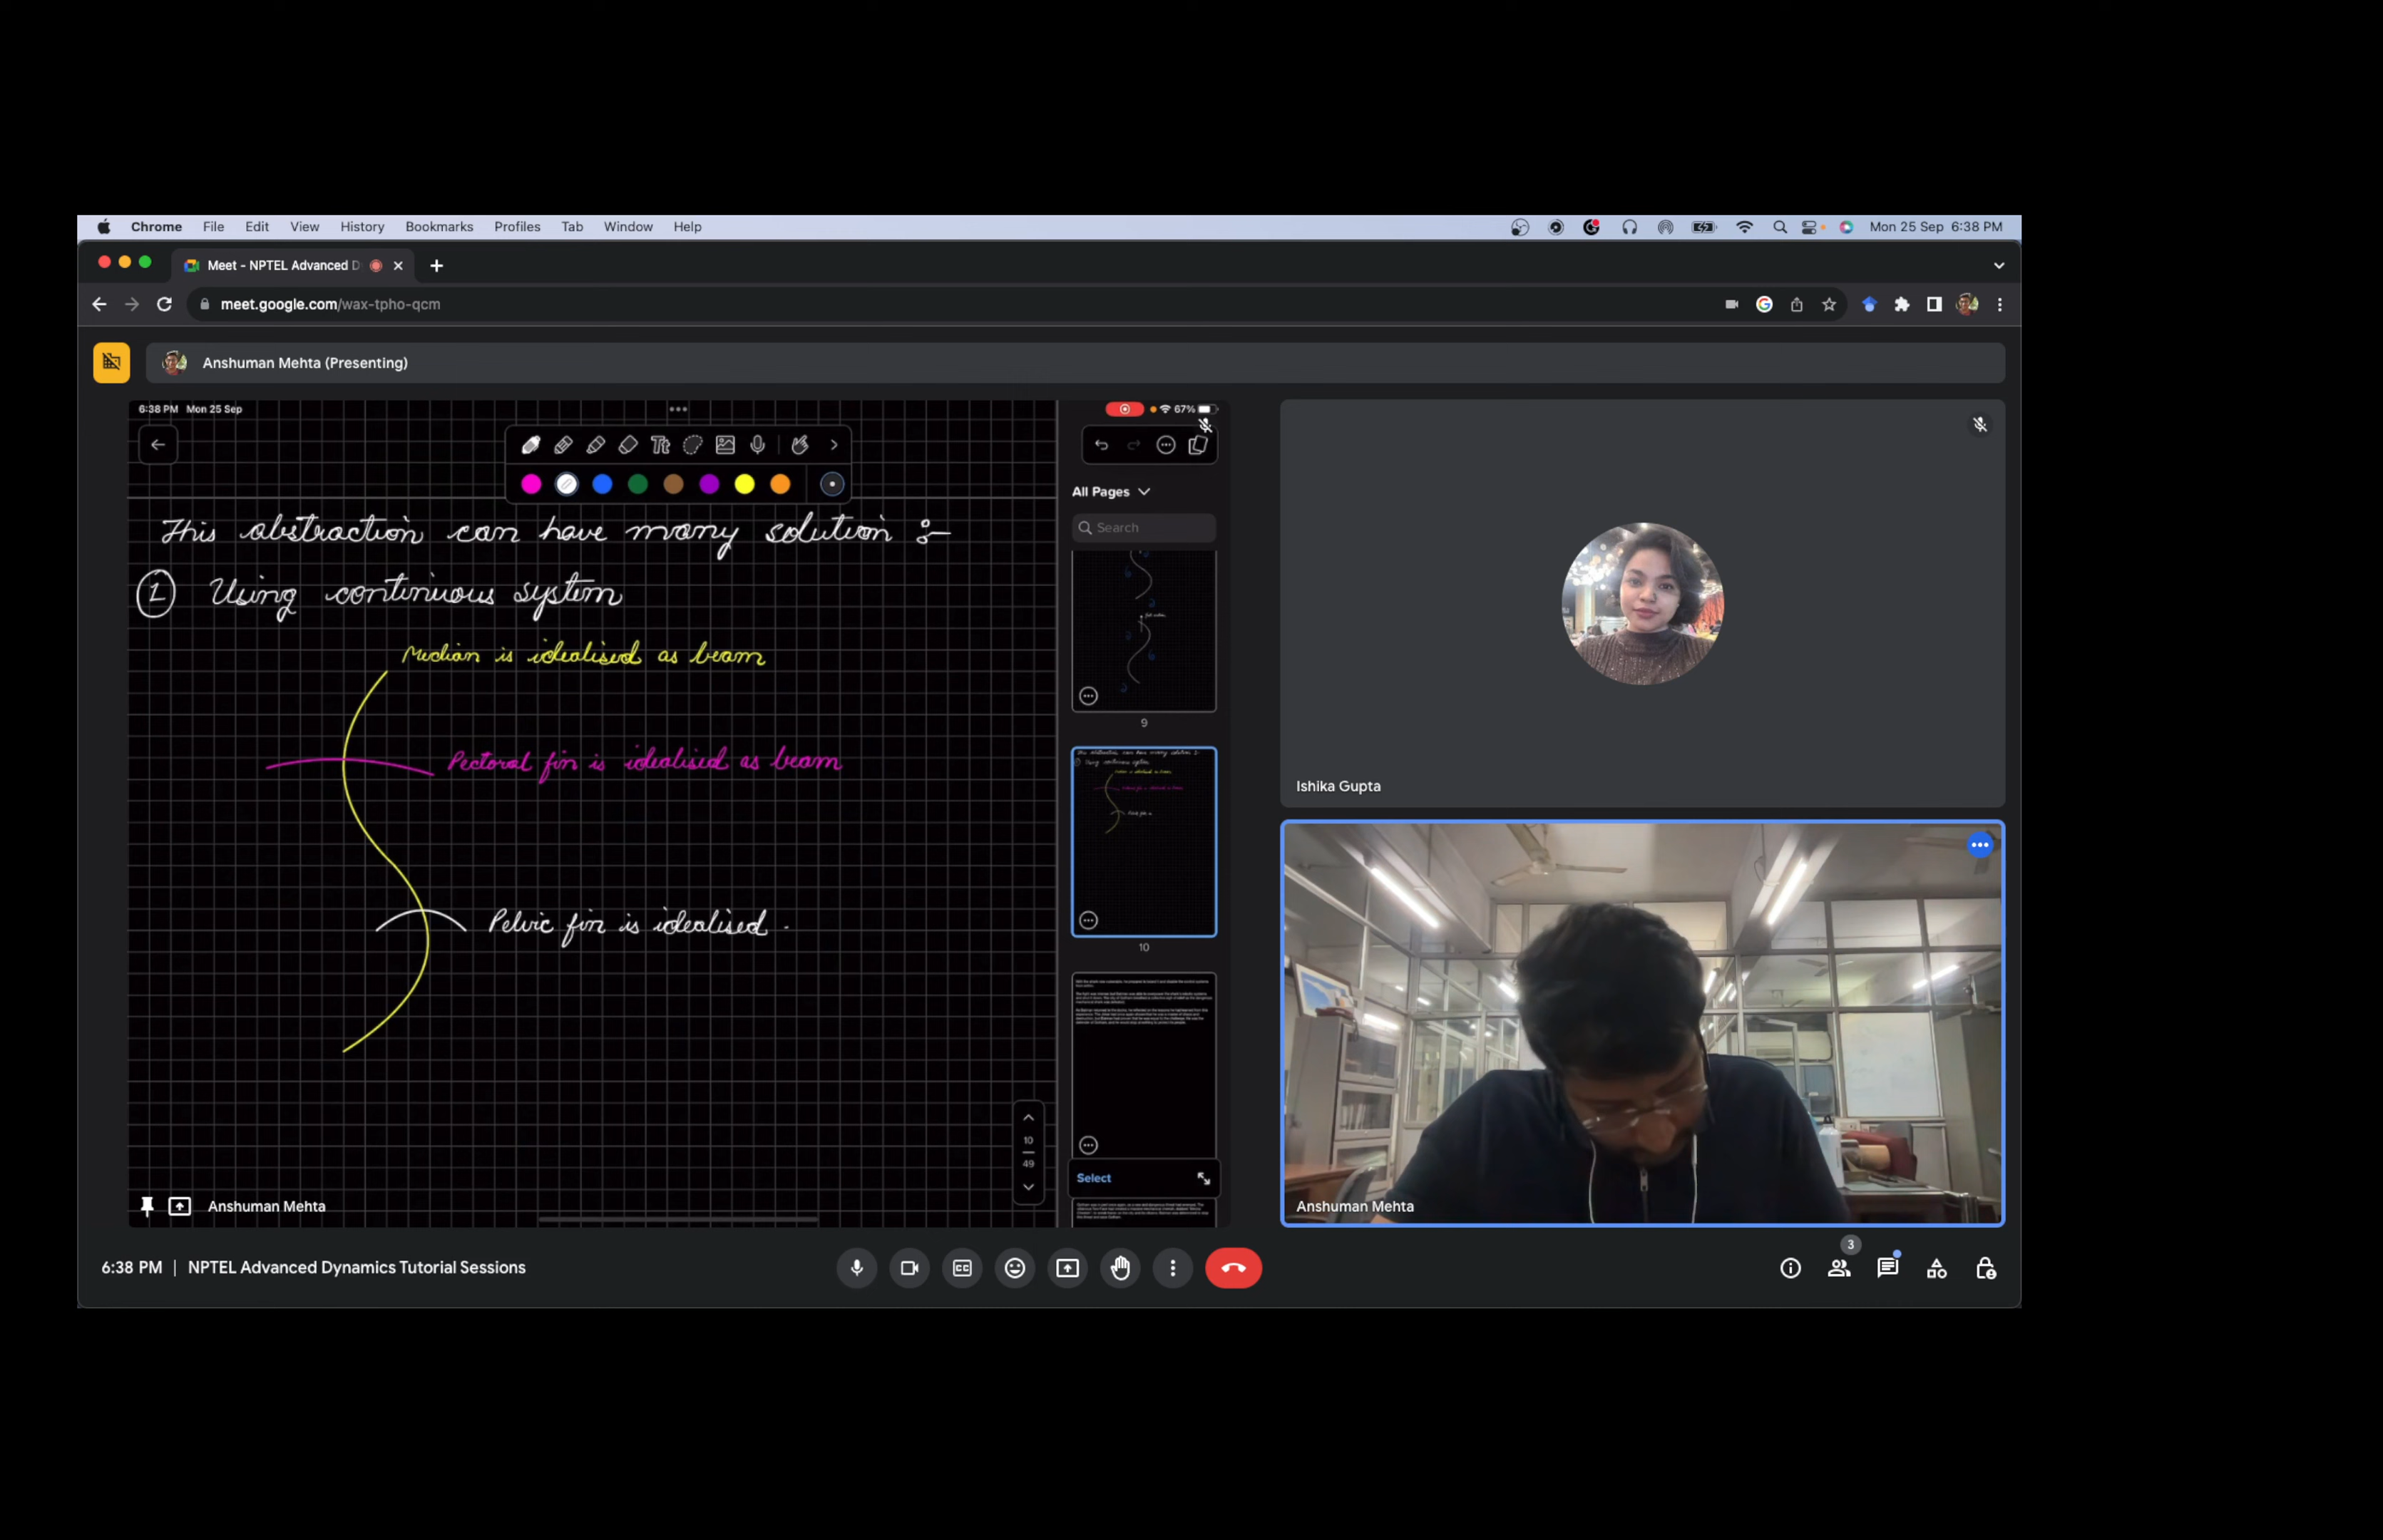 Chrome File Edit View History Bookmarks Profiles Tab Window Help Mon 25 Sep 6:38 PM
Meet - NPTEL Advanced D
meet.google.com/wax-tpho-qcm
Anshuman Mehta (Presenting)
6:38 PM Mon 25 Sep 67%
All Pages
Search
This abstraction can have many solution :-
1 Using continuous system
Median is idealised as beam
Pectoral fin is idealised as beam
Pelvic fin is idealised
9
10
10
49
Select
Anshuman Mehta
Ishika Gupta
Anshuman Mehta
6:38 PM | NPTEL Advanced Dynamics Tutorial Sessions
3